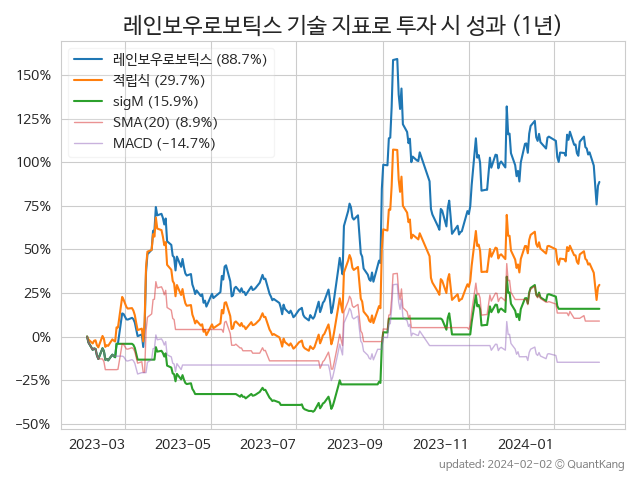 레인보우로보틱스 기술 지표로 투자 시 성과 (1년)
레인보우로보틱스 (88.7%)
적립식 (29.7%)
sigM (15.9%)
SMA(20) (8.9%)
MACD (−14.7%)
150%
125%
100%
75%
50%
25%
0%
−25%
−50%
2023-03
2023-05
2023-07
2023-09
2023-11
2024-01
updated: 2024-02-02 © QuantKang